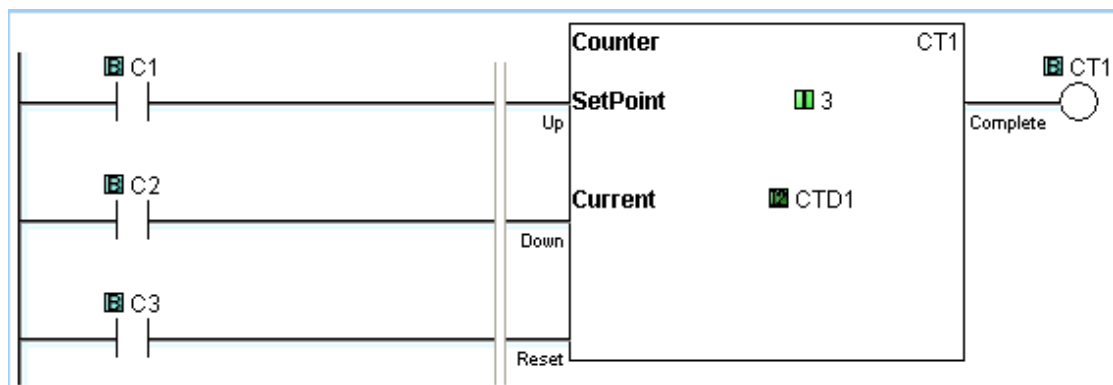 Counter CT1
B C1
B CT1
SetPoint 3
Up
Complete
B C2
Current CTD1
Down
B C3
Reset